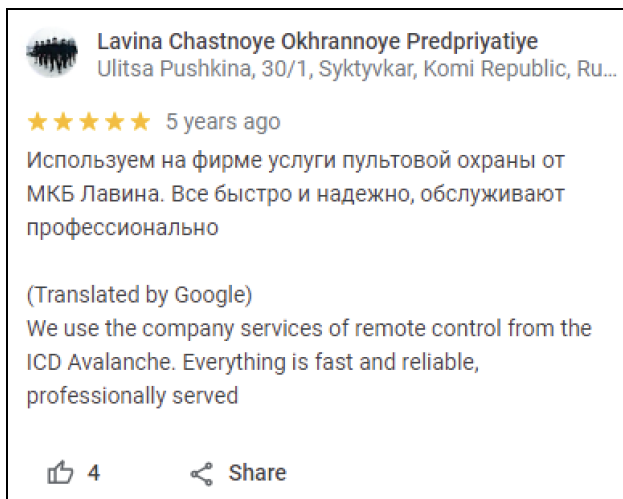 Lavina Chastnoye Okhrannoye Predpriyatiye
Ulitsa Pushkina, 30/1, Syktyvkar, Komi Republic, Ru...
5 years ago
Используем на фирме услуги пультовой охраны от
МКБ Лавина. Все быстро и надежно, обслуживают
профессионально
(Translated by Google)
We use the company services of remote control from the
ICD Avalanche. Everything is fast and reliable,
professionally served
4 Share